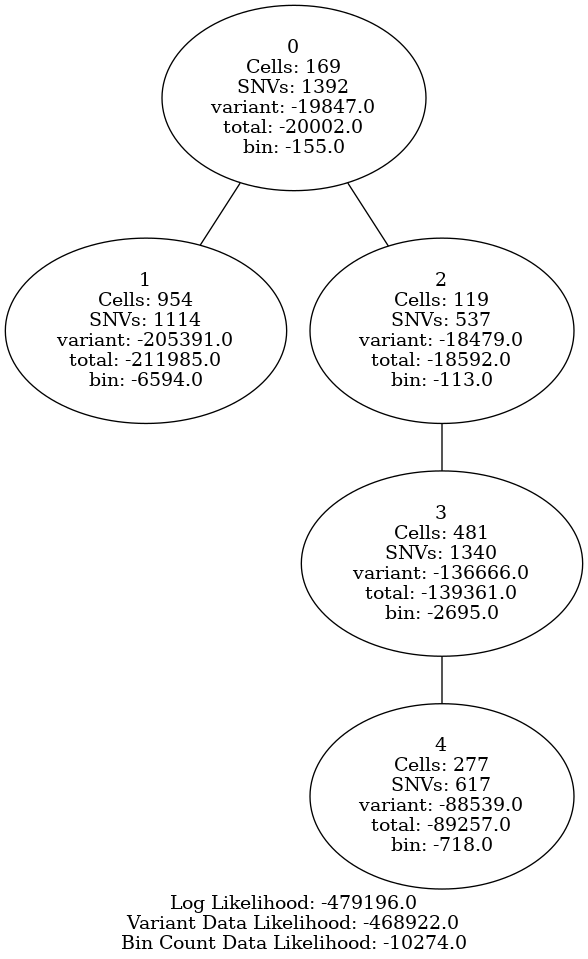 0
Cells: 169
SNVs: 1392
variant: -19847.0
total: -20002.0
bin: -155.0
1
Cells: 954
SNVs: 1114
variant: -205391.0
total: -211985.0
bin: -6594.0
2
Cells: 119
SNVs: 537
variant: -18479.0
total: -18592.0
bin: -113.0
3
Cells: 481
SNVs: 1340
variant: -136666.0
total: -139361.0
bin: -2695.0
4
Cells: 277
SNVs: 617
variant: -88539.0
total: -89257.0
bin: -718.0
Log Likelihood: -479196.0
Variant Data Likelihood: -468922.0
Bin Count Data Likelihood: -10274.0